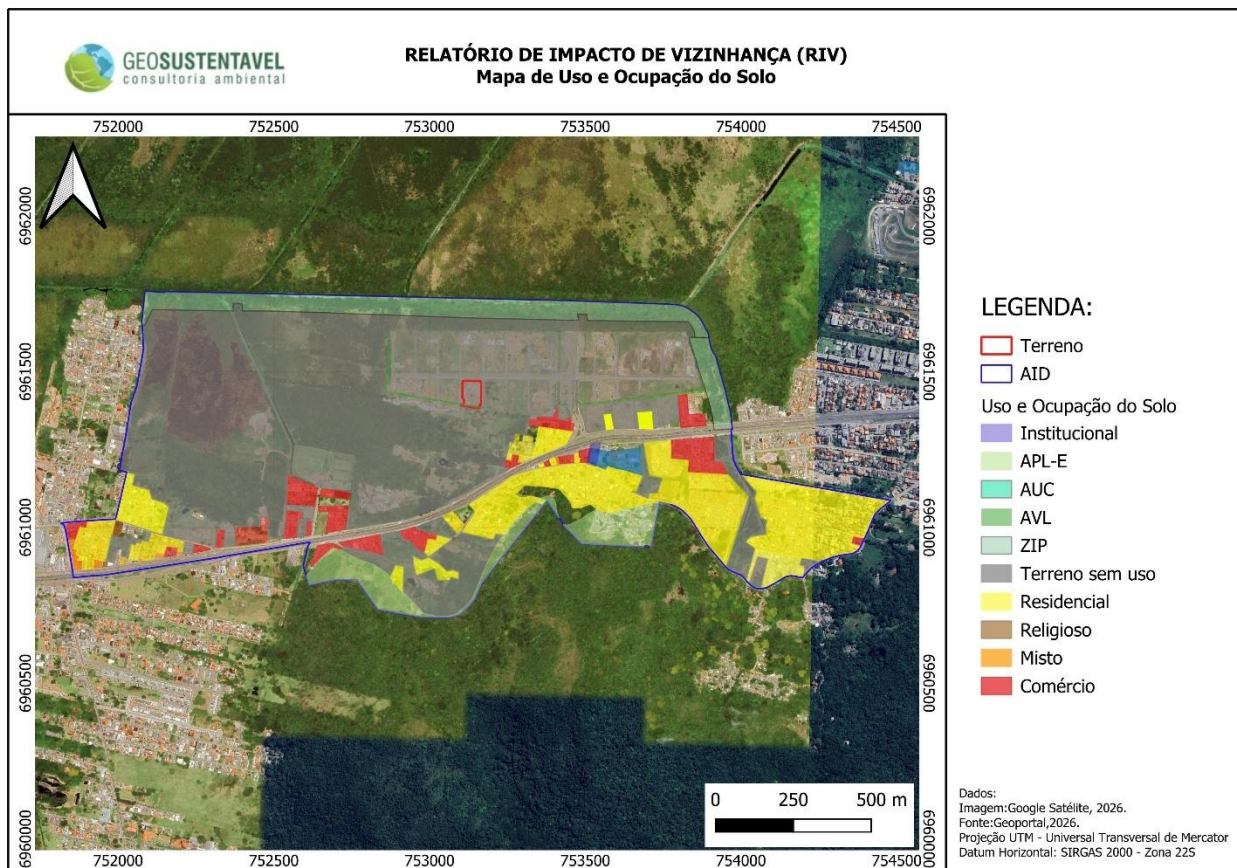 GEOSUSTENTAVEL
consultoria ambiental
RELATÓRIO DE IMPACTO DE VIZINHANÇA (RIV)
Mapa de Uso e Ocupação do Solo
752000 752500 753000 753500 754000 754500
6962000 6962000
6961500 6961500
6961000 6961000
6960500 6960500
6960000 6960000
0 250 500 m
752000 752500 753000 753500 754000 754500
LEGENDA:
Terreno
AID
Uso e Ocupação do Solo
Institucional
APL-E
AUC
AVL
ZIP
Terreno sem uso
Residencial
Religioso
Misto
Comércio
Dados:
Imagem:Google Satélite, 2026.
Fonte:Geoportal,2026.
Projeção UTM - Universal Transversal de Mercator
Datum Horizontal: SIRGAS 2000 - Zona 22S